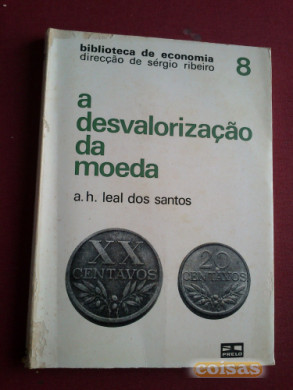 biblioteca de economia
direcção de sérgio ribeiro
8
a
desvalorização
da
moeda
a. h. leal dos santos
XX
CENTAVOS
20
CENTAVOS
PRELO
coisas